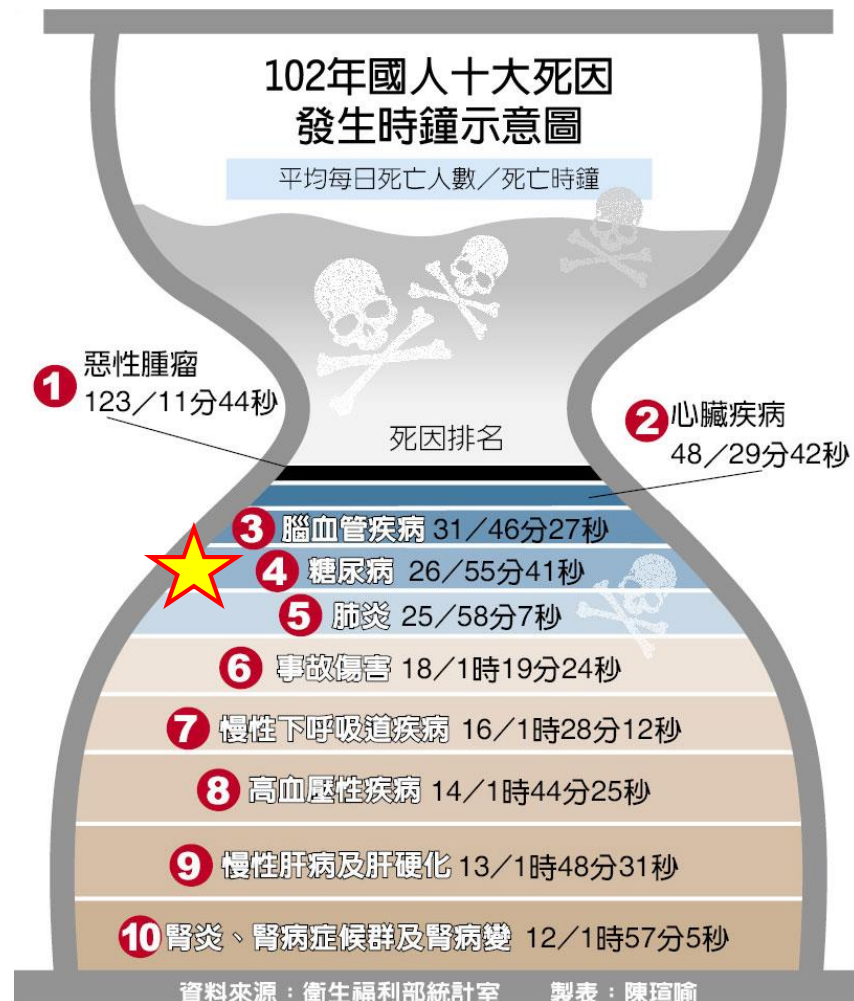 102年國人十大死因
發生時鐘示意圖
平均每日死亡人數／死亡時鐘
1 惡性腫瘤
123／11分44秒
2 心臟疾病
48／29分42秒
死因排名
3 腦血管疾病 31／46分27秒
4 糖尿病 26／55分41秒
5 肺炎 25／58分7秒
6 事故傷害 18／1時19分24秒
7 慢性下呼吸道疾病 16／1時28分12秒
8 高血壓性疾病 14／1時44分25秒
9 慢性肝病及肝硬化 13／1時48分31秒
10 腎炎、腎病症候群及腎病變 12／1時57分5秒
資料來源：衛生福利部統計室 製表：陳瑄喻